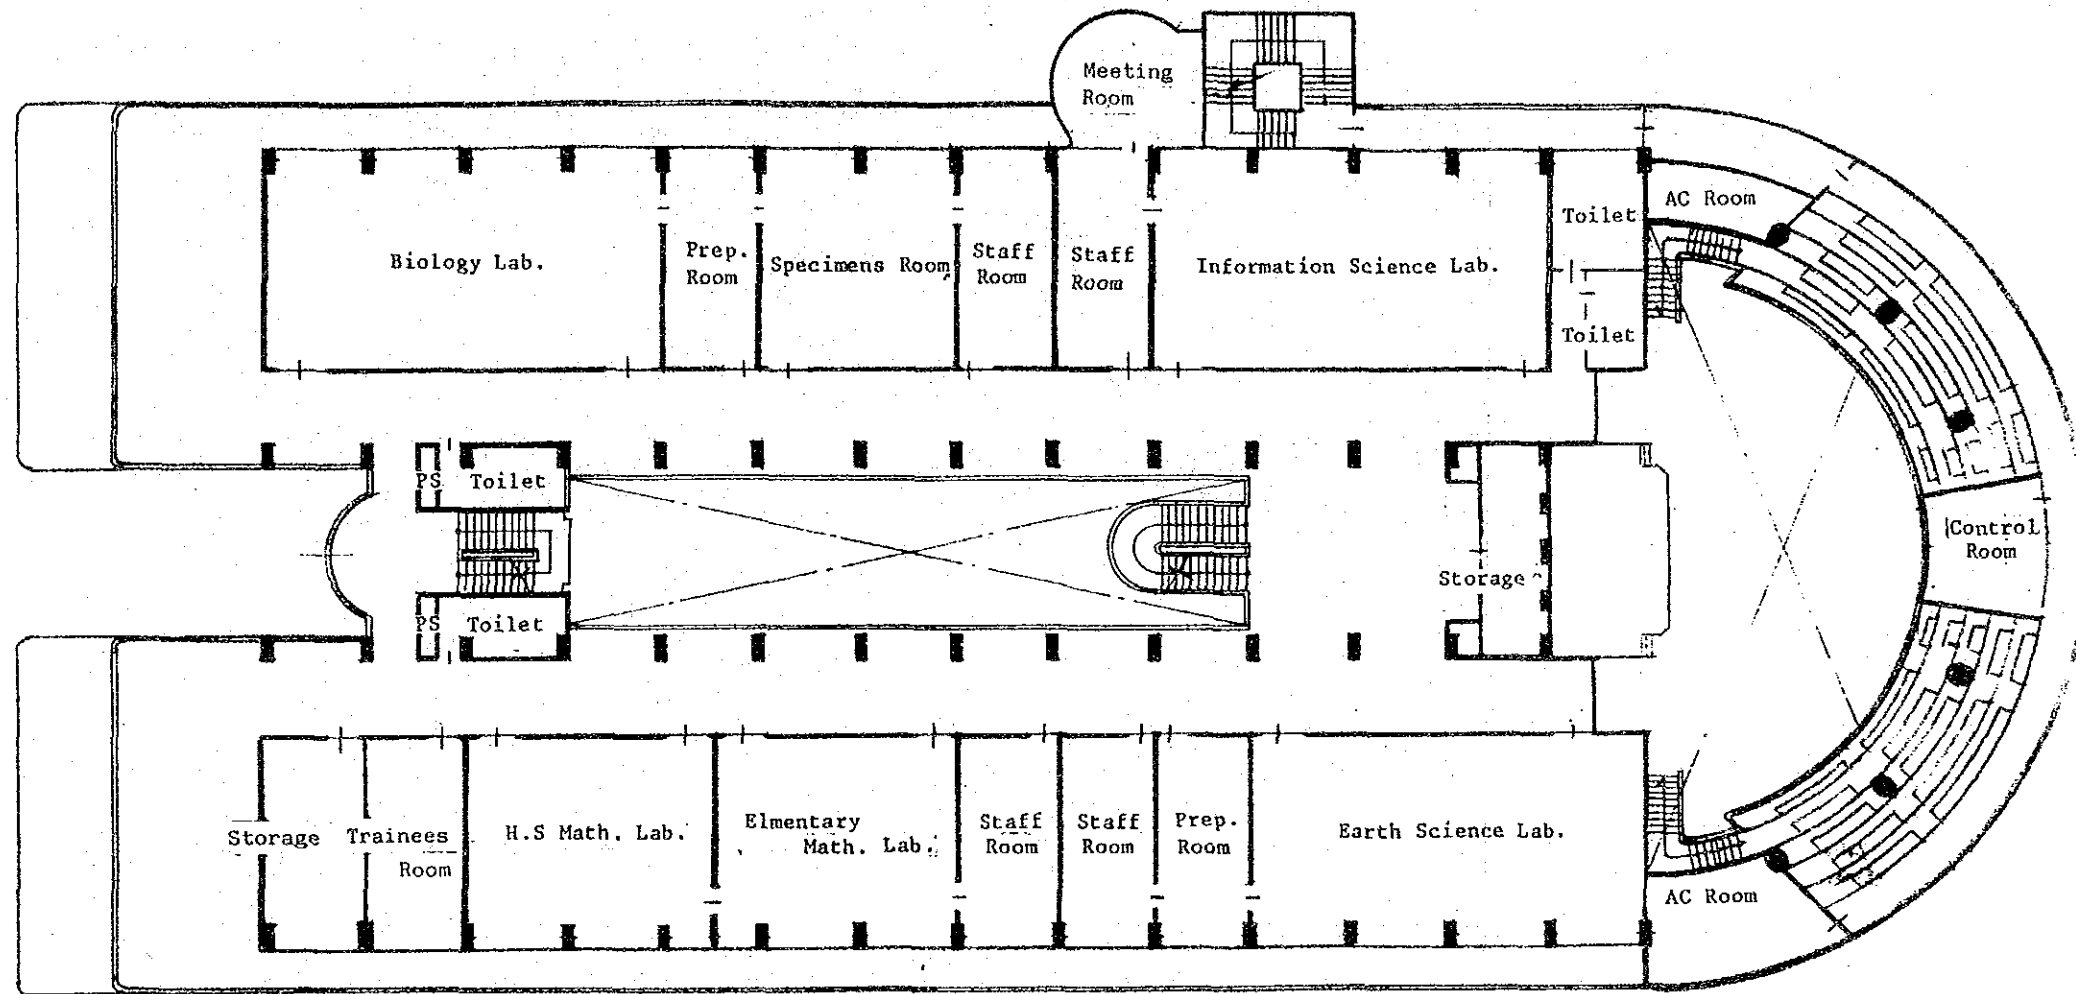 Meeting
Room
AC Room
Toilet
Biology Lab.
Prep.
Room
Specimens Room
Staff
Room
Staff
Room
Information Science Lab.
Toilet
PS
Toilet
Control
Room
Storage
PS
Toilet
Storage
Trainees
Room
H.S Math. Lab.
Elmentary
Math. Lab.
Staff
Room
Staff
Room
Prep.
Room
Earth Science Lab.
AC Room